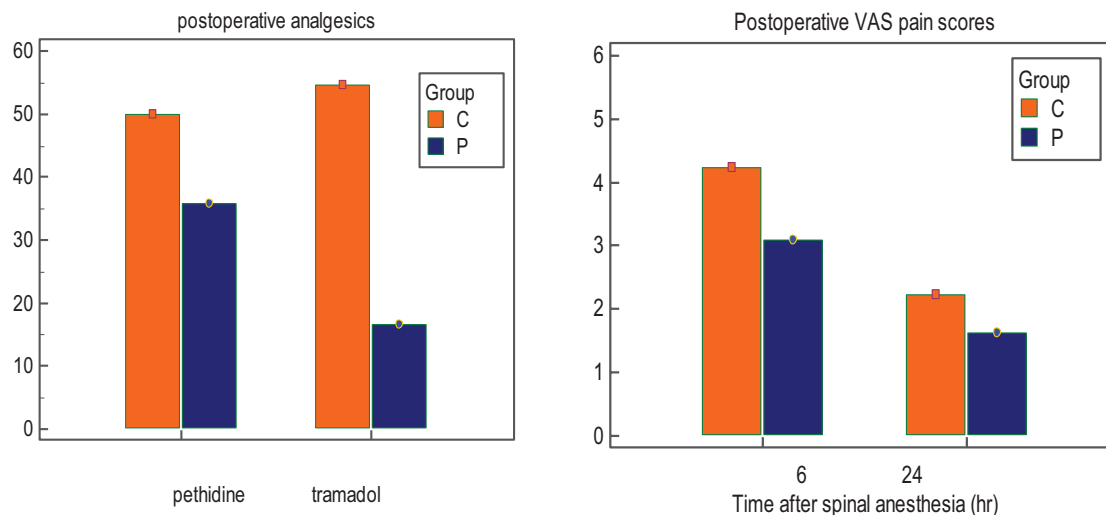 postoperative analgesics
60
50
40
30
20
10
0
Group
C
P
pethidine tramadol
Postoperative VAS pain scores
6
5
4
3
2
1
0
Group
C
P
6 24
Time after spinal anesthesia (hr)